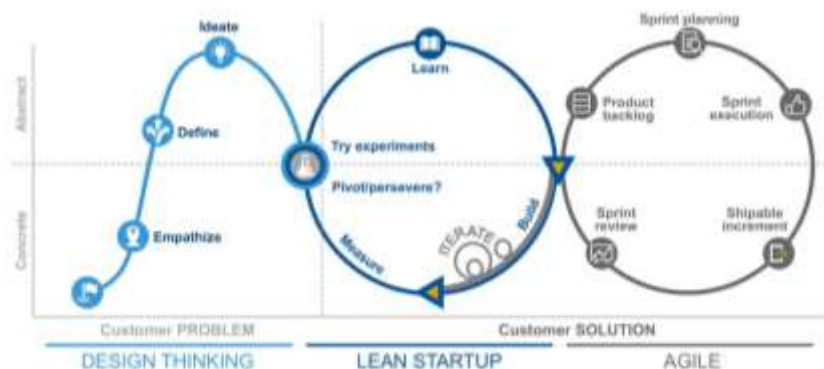 Sprint planning
Ideate
Learn
Product
backlog
Sprint
execution
Abstract
Define
Try experiments
Pivot/persevere?
Concrete
Empathize
Measure
ITERATE
Build
Sprint
review
Shipable
increment
Customer PROBLEM
Customer SOLUTION
DESIGN THINKING
LEAN STARTUP
AGILE